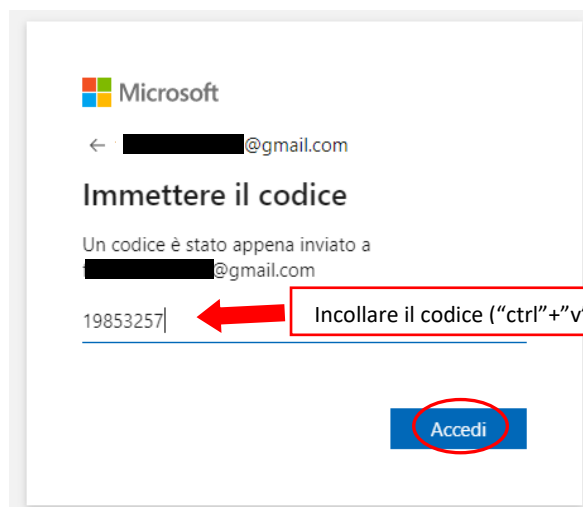 Microsoft
← @gmail.com
Immettere il codice
Un codice è stato appena inviato a
@gmail.com
19853257
Incollare il codice (“ctrl”+”v
Accedi